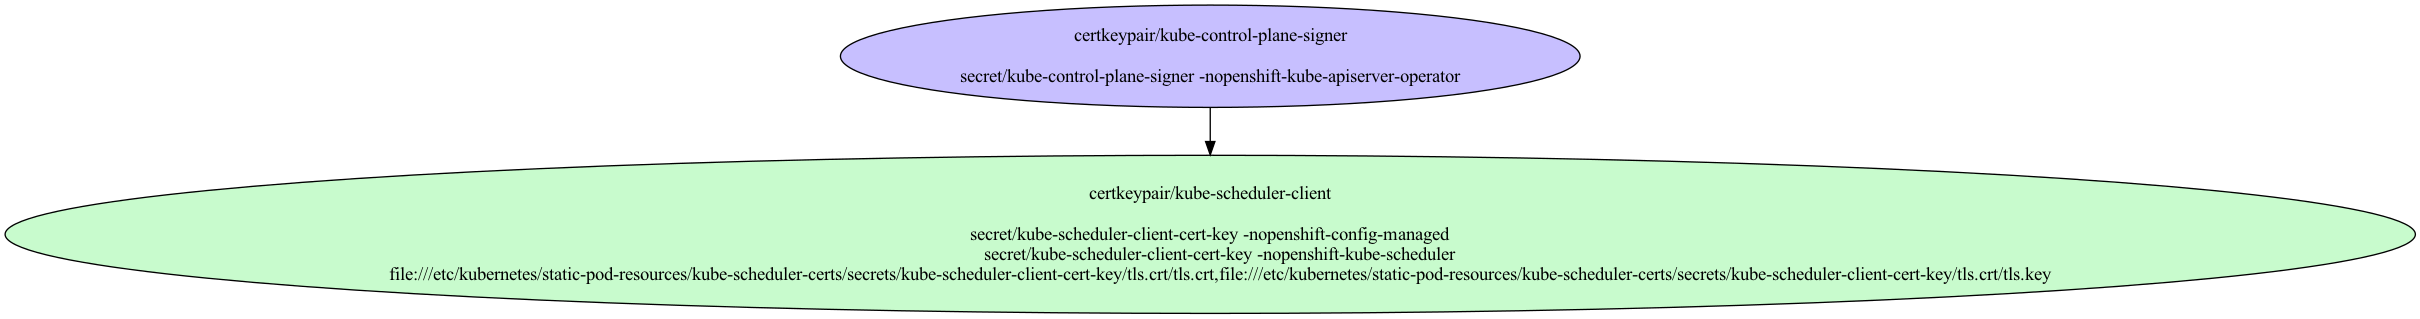 certkeypair/kube-control-plane-signer
secret/kube-control-plane-signer -nopenshift-kube-apiserver-operator
certkeypair/kube-scheduler-client
secret/kube-scheduler-client-cert-key -nopenshift-config-managed
secret/kube-scheduler-client-cert-key -nopenshift-kube-scheduler
file:///etc/kubernetes/static-pod-resources/kube-scheduler-certs/secrets/kube-scheduler-client-cert-key/tls.crt/tls.crt,file:///etc/kubernetes/static-pod-resources/kube-scheduler-certs/secrets/kube-scheduler-client-cert-key/tls.crt/tls.key